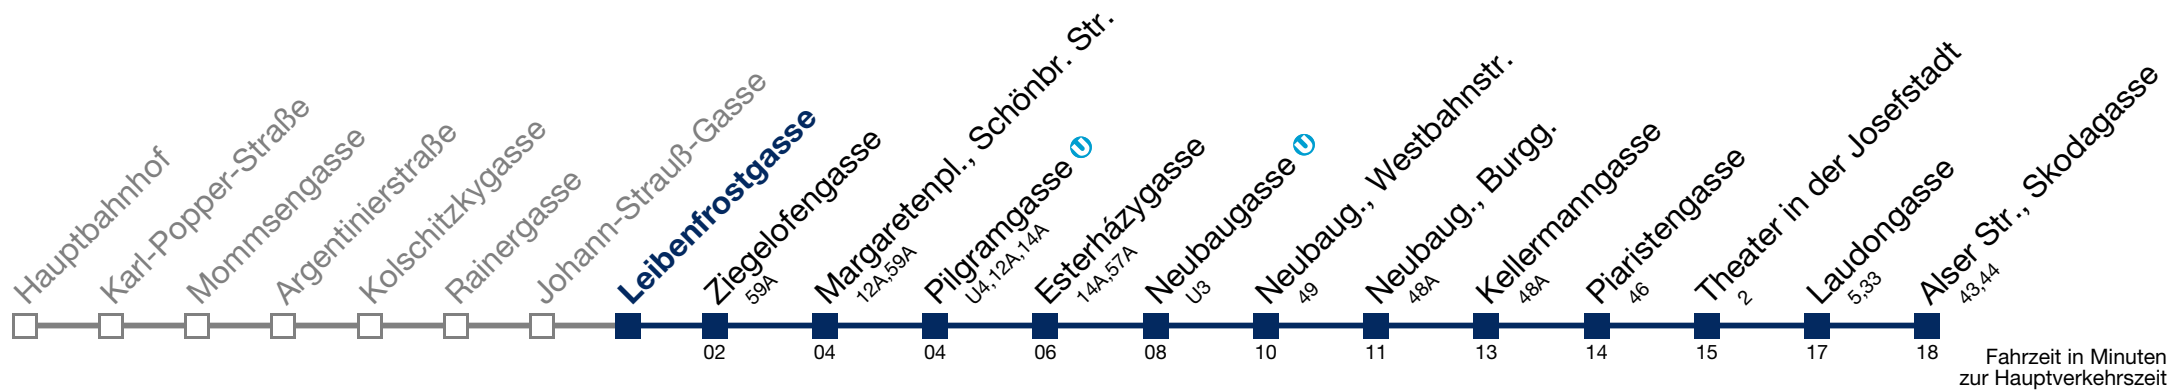 Hauptbahnhof
Karl-Popper-Straße
Mommsengasse
Argentinierstraße
Kolschitzkygasse
Rainergasse
Johann-Strauß-Gasse
Leibenfrostgasse
Ziegelofengasse
59A
02
Margaretenpl., Schönbr. Str.
12A,59A
04
Pilgramgasse U
U4,12A,14A
04
Esterházygasse
14A,57A
06
Neubaugasse U
U3
08
Neubaug., Westbahnstr.
49
10
Neubaug., Burgg.
48A
11
Kellermanngasse
48A
13
Piaristengasse
46
14
Theater in der Josefstadt
2
15
Laudongasse
5,33
17
Alser Str., Skodagasse
43,44
18
Fahrzeit in Minuten
zur Hauptverkehrszeit